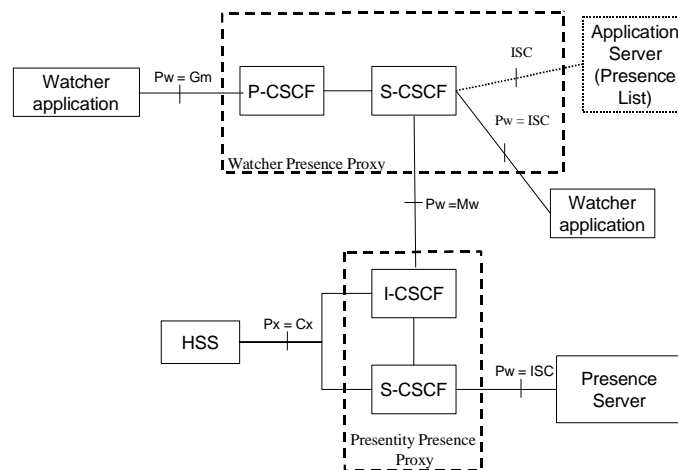 Application
Server
(Presence
List)
ISC
Watcher
application
Pw = Gm
P-CSCF
S-CSCF
Pw = ISC
Watcher Presence Proxy
Watcher
application
Pw =Mw
I-CSCF
HSS
Px = Cx
S-CSCF
Pw = ISC
Presence
Server
Presentity Presence
Proxy